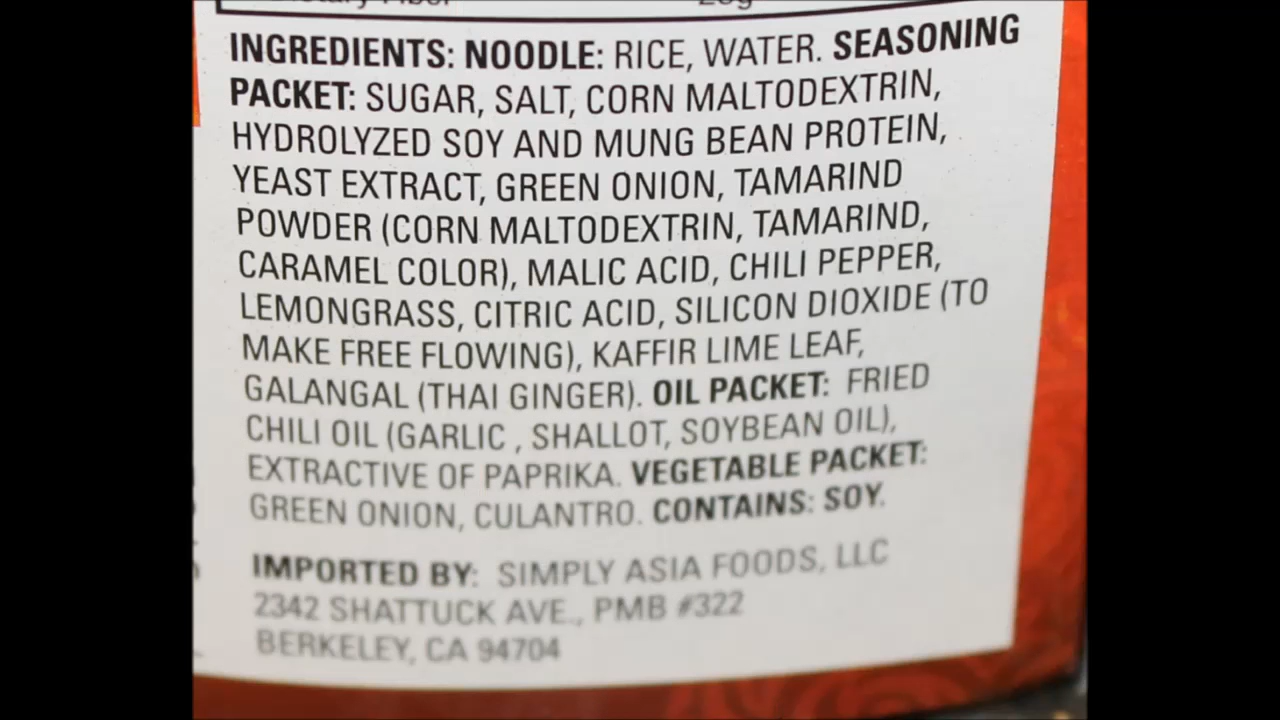 INGREDIENTS: NOODLE: RICE, WATER. SEASONING
PACKET: SUGAR, SALT, CORN MALTODEXTRIN,
HYDROLYZED SOY AND MUNG BEAN PROTEIN,
YEAST EXTRACT, GREEN ONION, TAMARIND
POWDER (CORN MALTODEXTRIN, TAMARIND,
CARAMEL COLOR), MALIC ACID, CHILI PEPPER,
LEMONGRASS, CITRIC ACID, SILICON DIOXIDE (TO
MAKE FREE FLOWING), KAFFIR LIME LEAF,
GALANGAL (THAI GINGER). OIL PACKET: FRIED
CHILI OIL (GARLIC , SHALLOT, SOYBEAN OIL),
EXTRACTIVE OF PAPRIKA. VEGETABLE PACKET:
GREEN ONION, CULANTRO. CONTAINS: SOY.
IMPORTED BY: SIMPLY ASIA FOODS, LLC
2342 SHATTUCK AVE., PMB #322
BERKELEY, CA 94704